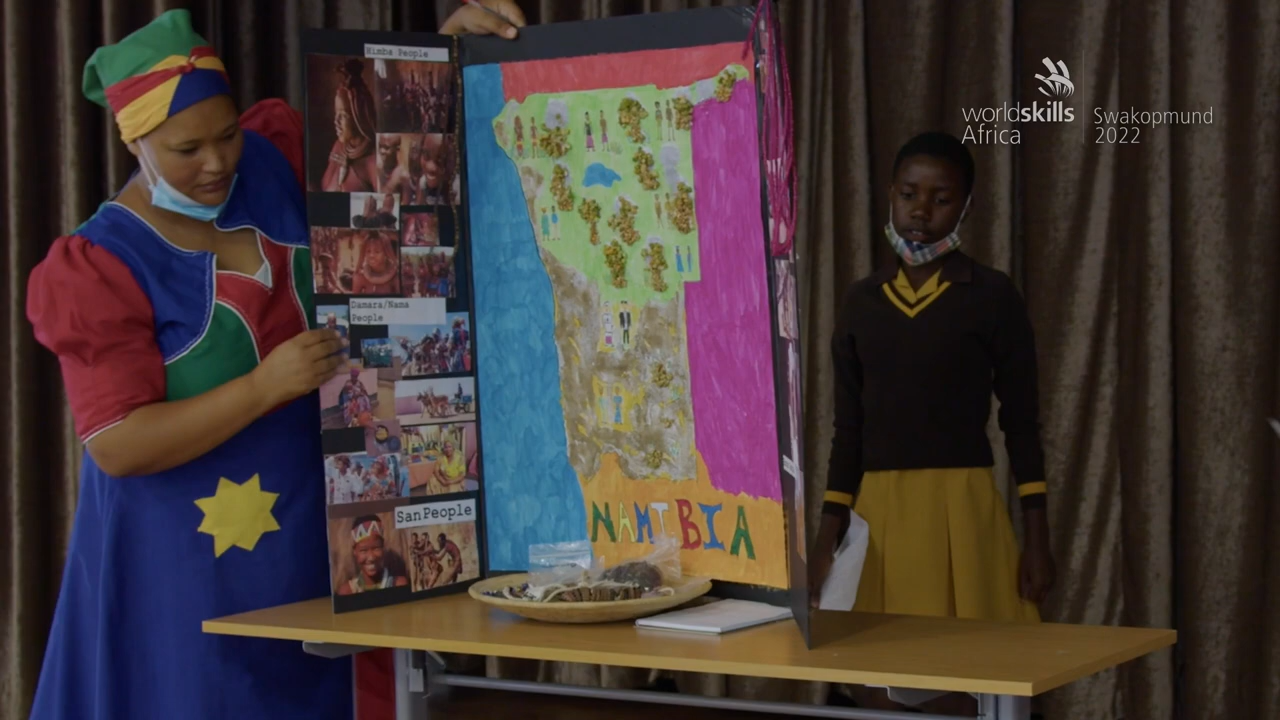 Himba People
Damara/Nama
People
San People
NAMIBIA
worldskills
Africa
Swakopmund
2022